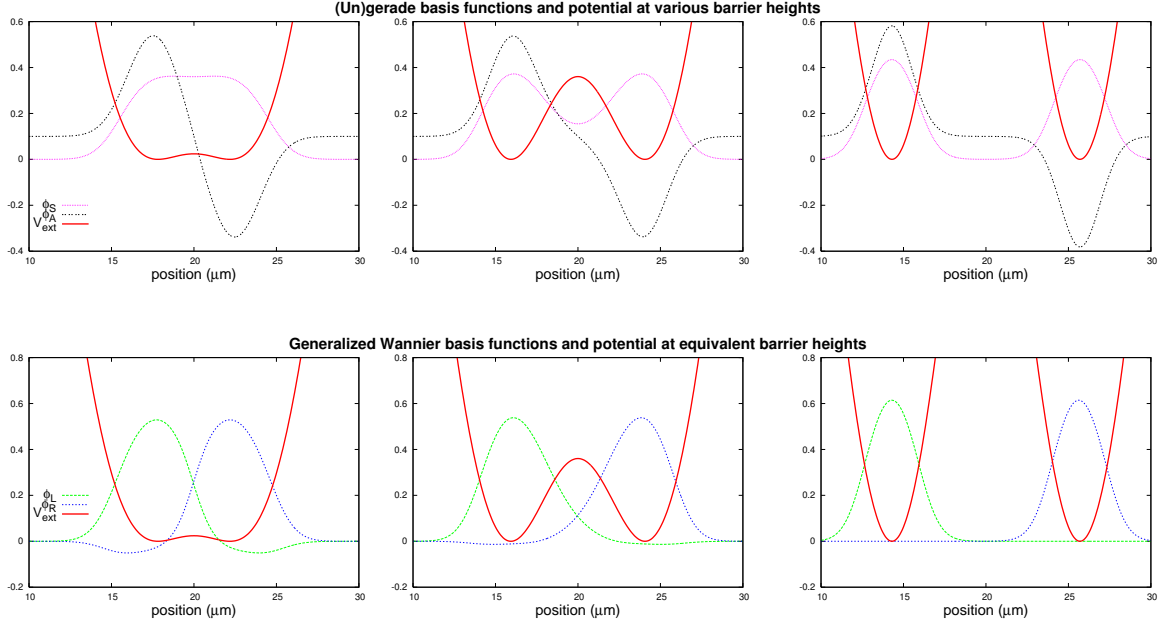 (Un)gerade basis functions and potential at various barrier heights
0.6
0.4
0.2
0
-0.2
-0.4
ϕS
ϕA
Vext
10 15 20 25 30
position (μm)
0.6
0.4
0.2
0
-0.2
-0.4
10 15 20 25 30
position (μm)
0.6
0.4
0.2
0
-0.2
-0.4
10 15 20 25 30
position (μm)
Generalized Wannier basis functions and potential at equivalent barrier heights
0.8
0.6
0.4
0.2
0
-0.2
ϕL
ϕR
Vext
10 15 20 25 30
position (μm)
0.8
0.6
0.4
0.2
0
-0.2
10 15 20 25 30
position (μm)
0.8
0.6
0.4
0.2
0
-0.2
10 15 20 25 30
position (μm)